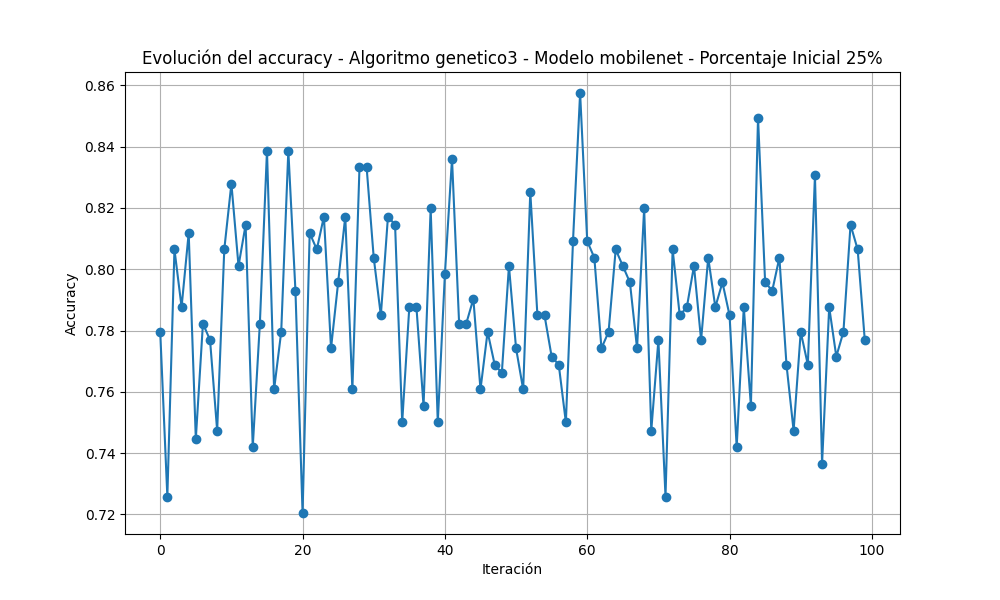 Evolución del accuracy - Algoritmo genetico3 - Modelo mobilenet - Porcentaje Inicial 25%
0.86
0.84
0.82
0.80
0.78
0.76
0.74
0.72
Accuracy
0 20 40 60 80 100
Iteración